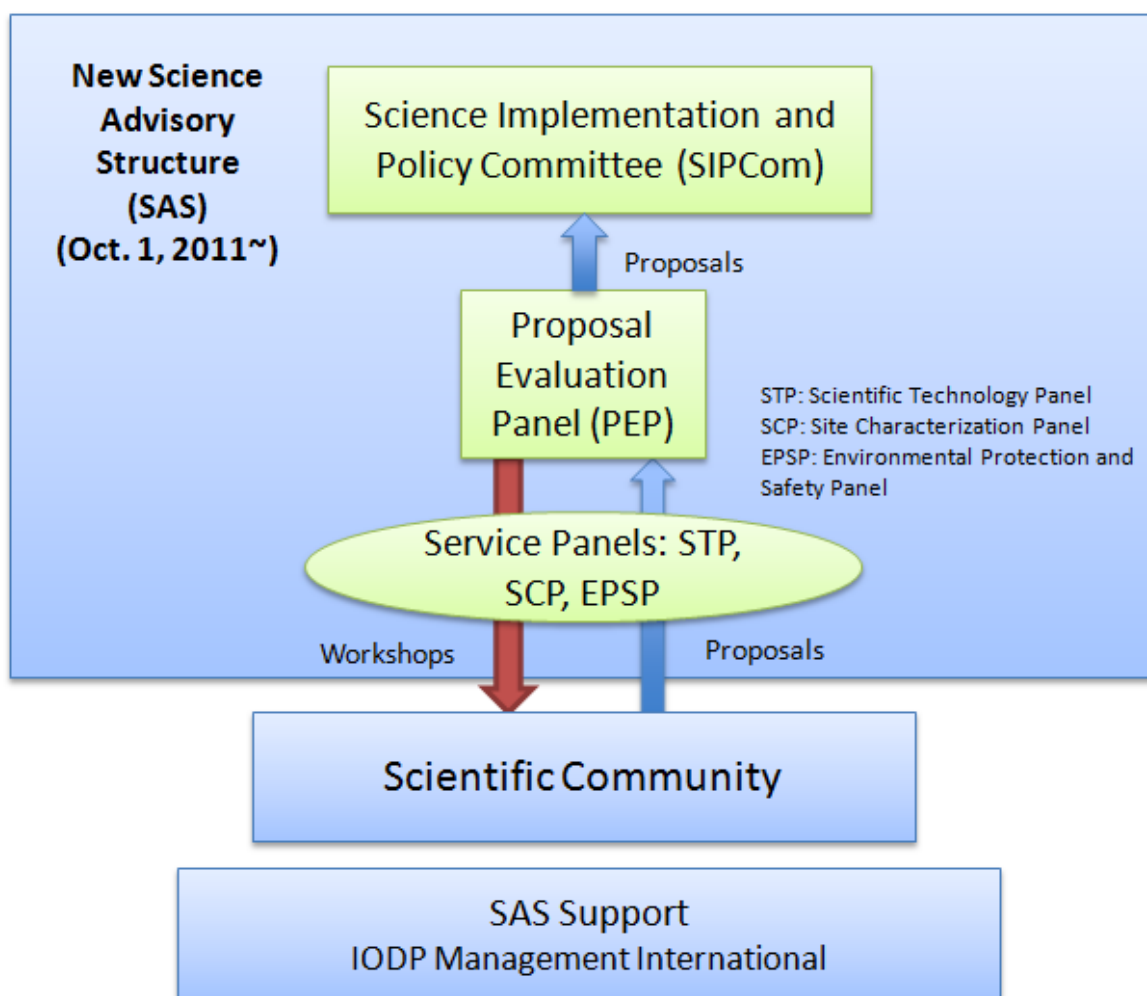 New Science
Advisory
Structure
(SAS)
(Oct. 1, 2011~)
Science Implementation and
Policy Committee (SIPCom)
Proposals
Proposal
Evaluation
Panel (PEP)
STP: Scientific Technology Panel
SCP: Site Characterization Panel
EPSP: Environmental Protection and
Safety Panel
Service Panels: STP,
SCP, EPSP
Workshops
Proposals
Scientific Community
SAS Support
IODP Management International